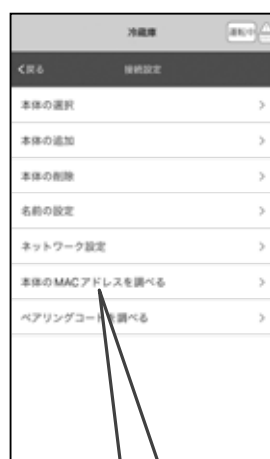 冷蔵庫 運転中
<戻る 接続設定
本体の選択 >
本体の追加 >
本体の削除 >
名前の設定 >
ネットワーク設定 >
本体のMACアドレスを調べる >
ペアリングコードを調べる >